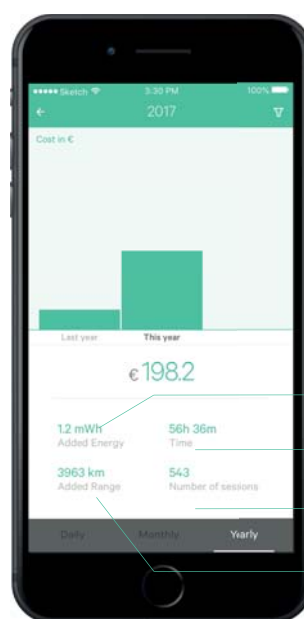 Sketch 3:30 PM 100%
2017
Cost in €
Last year This year
€ 198.2
1.2 mWh 56h 36m
Added Energy Time
3963 km 543
Added Range Number of sessions
Daily Monthly Yearly